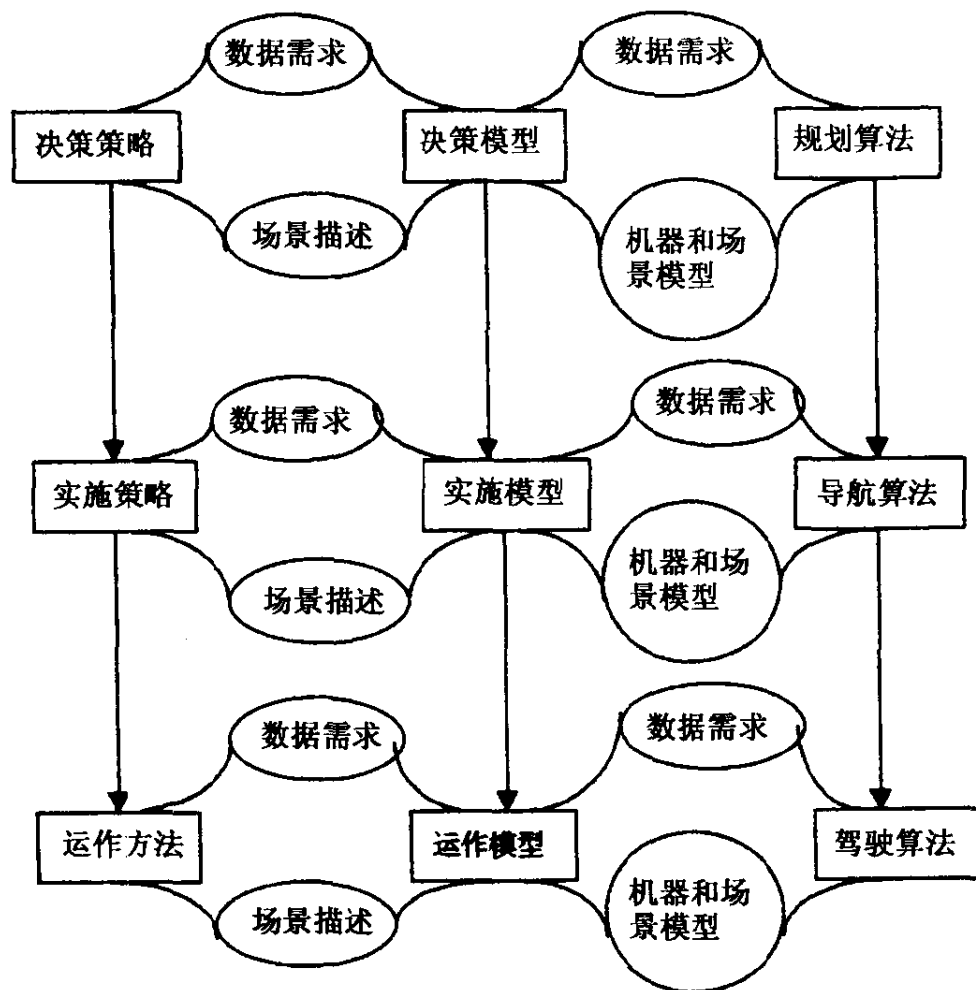 数据需求
数据需求
决策策略
决策模型
规划算法
场景描述
机器和场
景模型
数据需求
数据需求
实施策略
实施模型
导航算法
场景描述
机器和场
景模型
数据需求
数据需求
运作方法
运作模型
驾驶算法
场景描述
机器和场
景模型